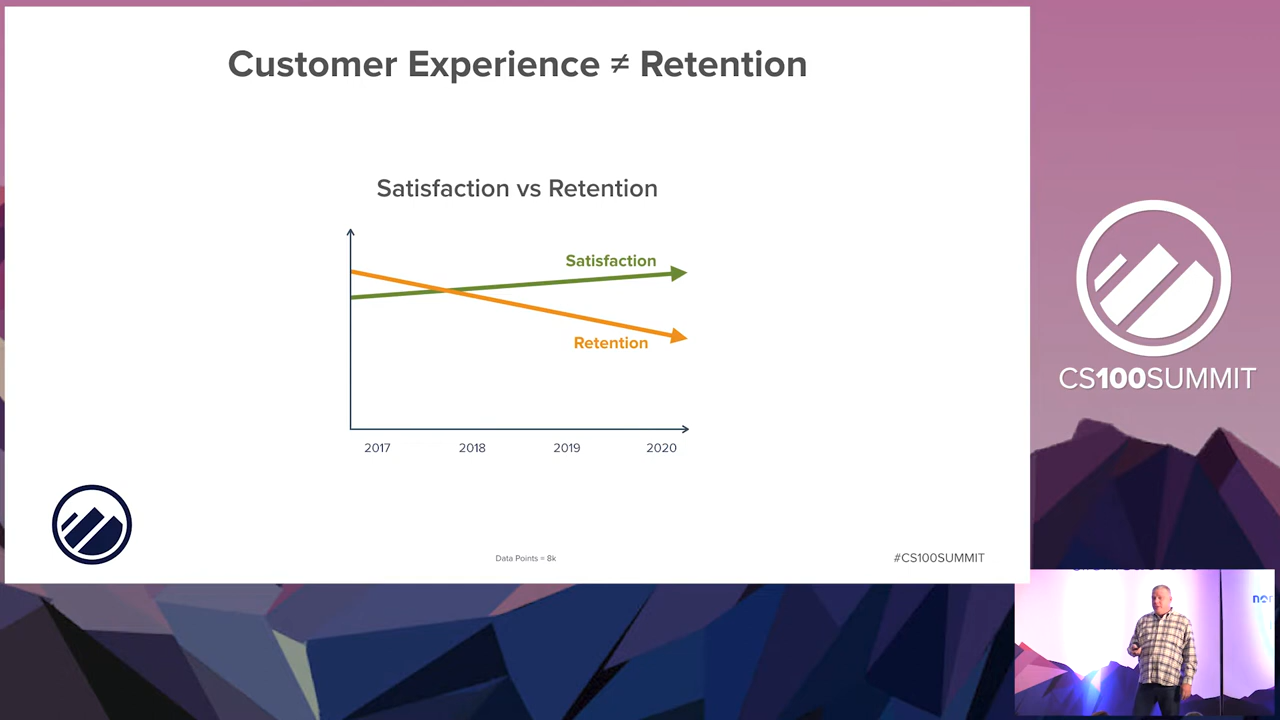 Customer Experience ≠ Retention
Satisfaction vs Retention
Satisfaction
Retention
2017 2018 2019 2020
Data Points = 8k
#CS100SUMMIT
CS100SUMMIT